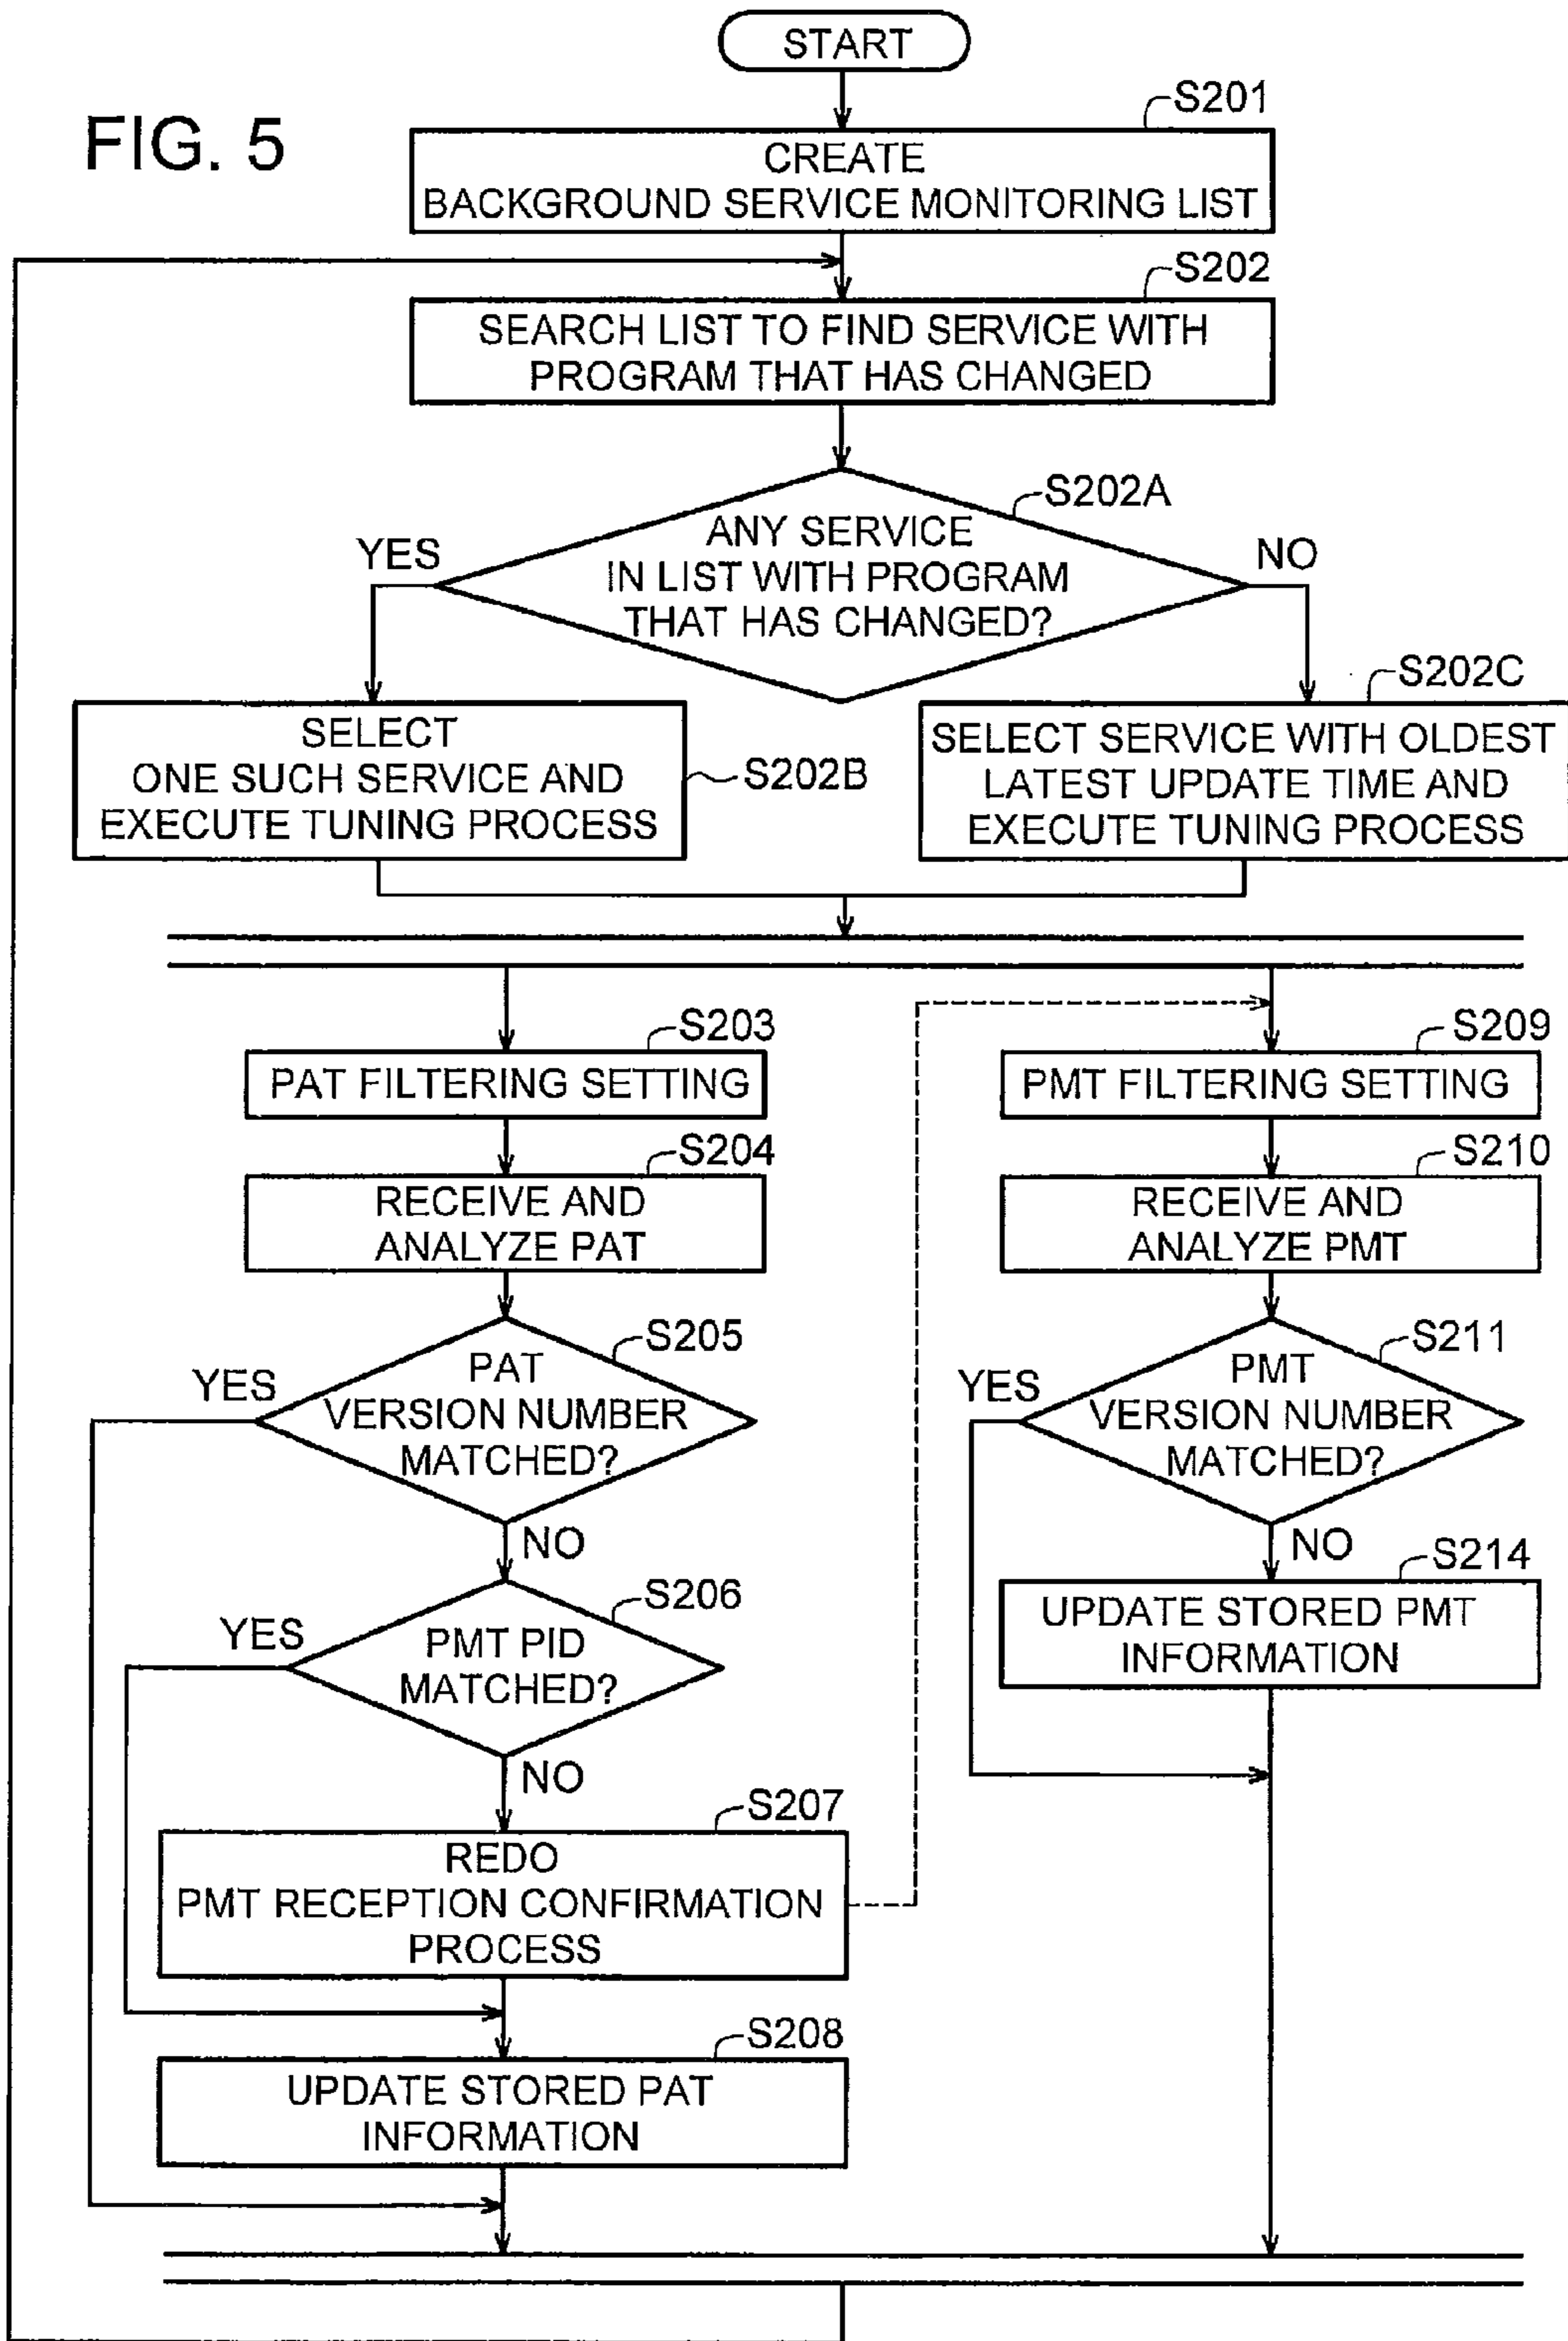 START
FIG. 5
S201
CREATE
BACKGROUND SERVICE MONITORING LIST
S202
SEARCH LIST TO FIND SERVICE WITH
PROGRAM THAT HAS CHANGED
S202A
ANY SERVICE
IN LIST WITH PROGRAM
THAT HAS CHANGED?
YES
NO
SELECT
ONE SUCH SERVICE AND
EXECUTE TUNING PROCESS
S202B
S202C
SELECT SERVICE WITH OLDEST
LATEST UPDATE TIME AND
EXECUTE TUNING PROCESS
S203
PAT FILTERING SETTING
S204
RECEIVE AND
ANALYZE PAT
S205
YES
PAT
VERSION NUMBER
MATCHED?
NO
S206
YES
PMT PID
MATCHED?
NO
S207
REDO
PMT RECEPTION CONFIRMATION
PROCESS
S208
UPDATE STORED PAT
INFORMATION
S209
PMT FILTERING SETTING
S210
RECEIVE AND
ANALYZE PMT
S211
YES
PMT
VERSION NUMBER
MATCHED?
NO
S214
UPDATE STORED PMT
INFORMATION